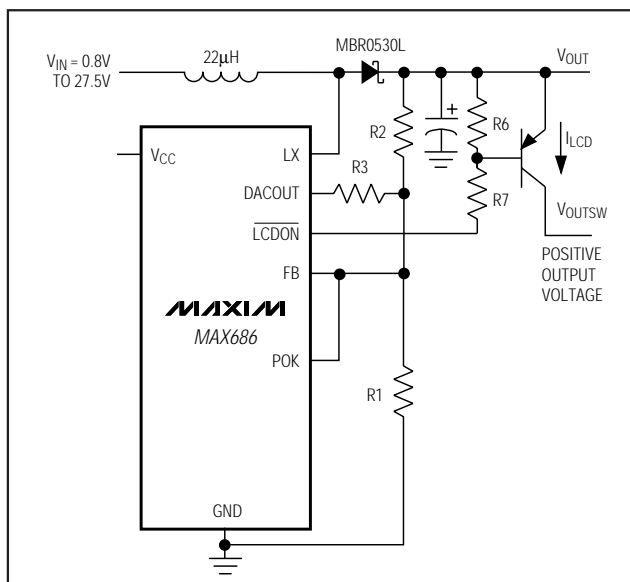 V_IN = 0.8V
TO 27.5V
22µH
MBR0530L
V_OUT
R2
+
R6
I_LCD
V_CC
LX
R3
DACOUT
R7
V_OUTSW
LCDON
POSITIVE
OUTPUT
VOLTAGE
FB
MAXIM
MAX686
POK
R1
GND